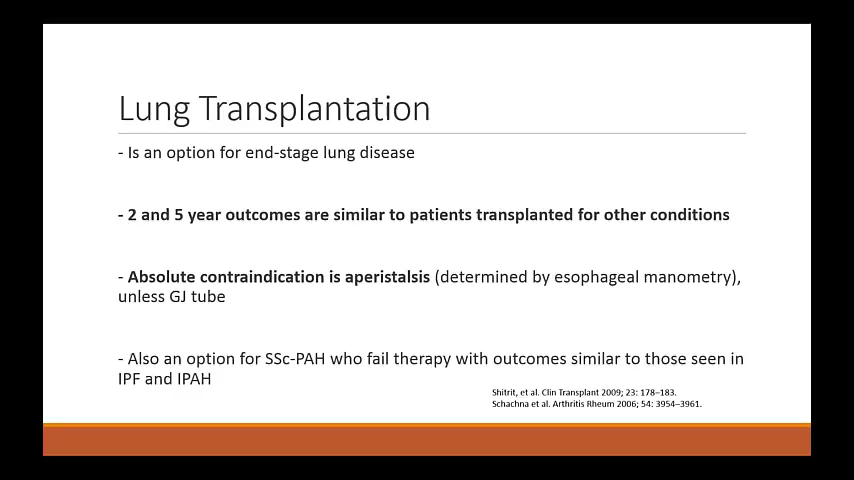 Lung Transplantation
- Is an option for end-stage lung disease
- 2 and 5 year outcomes are similar to patients transplanted for other conditions
- Absolute contraindication is aperistalsis (determined by esophageal manometry),
unless GJ tube
- Also an option for SSc-PAH who fail therapy with outcomes similar to those seen in
IPF and IPAH
Shitrit, et al. Clin Transplant 2009; 23: 178–183.
Schachna et al. Arthritis Rheum 2006; 54: 3954–3961.